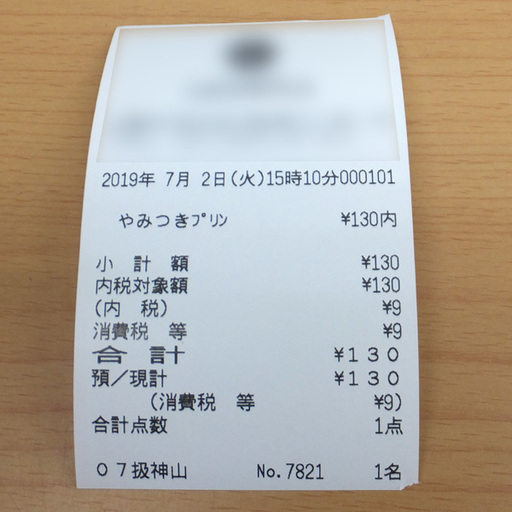 2019年 7月 2日(火)15時10分000101
やみつきプリン ¥130内
小 計 額 ¥130
内税対象額 ¥130
(内 税) ¥9
消費税 等 ¥9
合 計 ¥130
預/現計 ¥130
(消費税 等 ¥9)
合計点数 1点
07扱神山 No.7821 1名